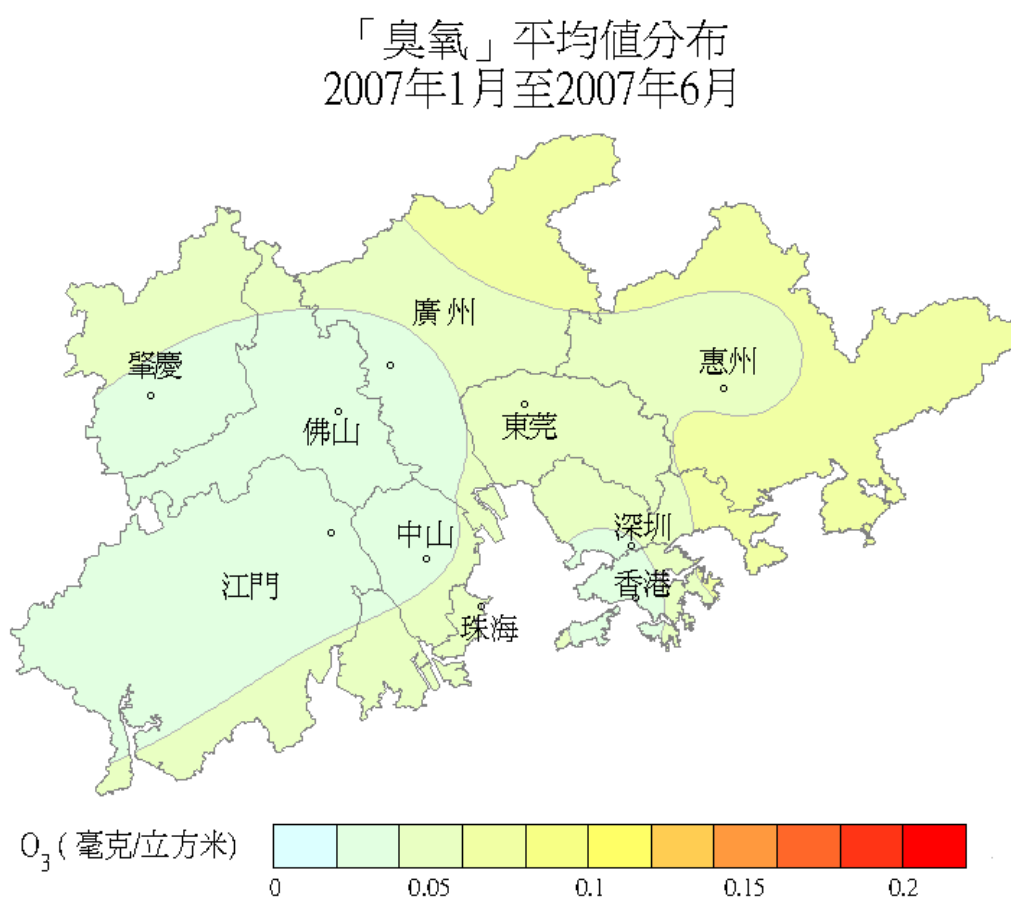 「臭氧」平均値分布
2007年1月至2007年6月
廣州
肇慶
惠州
佛山
東莞
中山
深圳
江門
香港
珠海
O₃ (毫克/立方米)
0 0.05 0.1 0.15 0.2